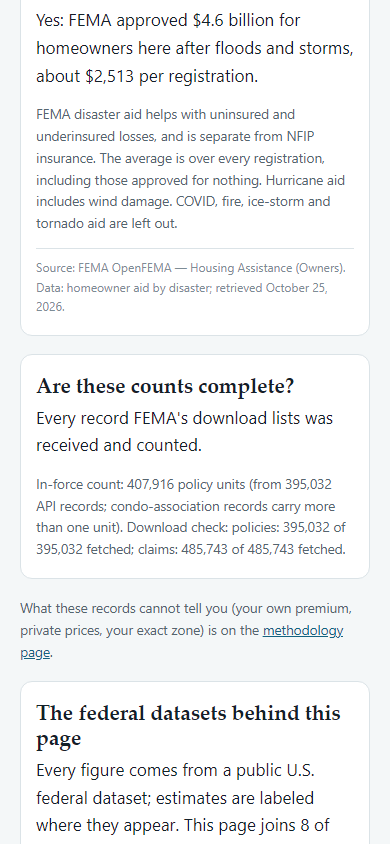 Yes: FEMA approved $4.6 billion for
homeowners here after floods and storms,
about $2,513 per registration.
FEMA disaster aid helps with uninsured and
underinsured losses, and is separate from NFIP
insurance. The average is over every registration,
including those approved for nothing. Hurricane aid
includes wind damage. COVID, fire, ice-storm and
tornado aid are left out.
Source: FEMA OpenFEMA — Housing Assistance (Owners).
Data: homeowner aid by disaster; retrieved October 25,
2026.
Are these counts complete?
Every record FEMA's download lists was
received and counted.
In-force count: 407,916 policy units (from 395,032
API records; condo-association records carry more
than one unit). Download check: policies: 395,032 of
395,032 fetched; claims: 485,743 of 485,743 fetched.
What these records cannot tell you (your own premium,
private prices, your exact zone) is on the methodology
page.
The federal datasets behind this
page
Every figure comes from a public U.S.
federal dataset; estimates are labeled
where they appear. This page joins 8 of